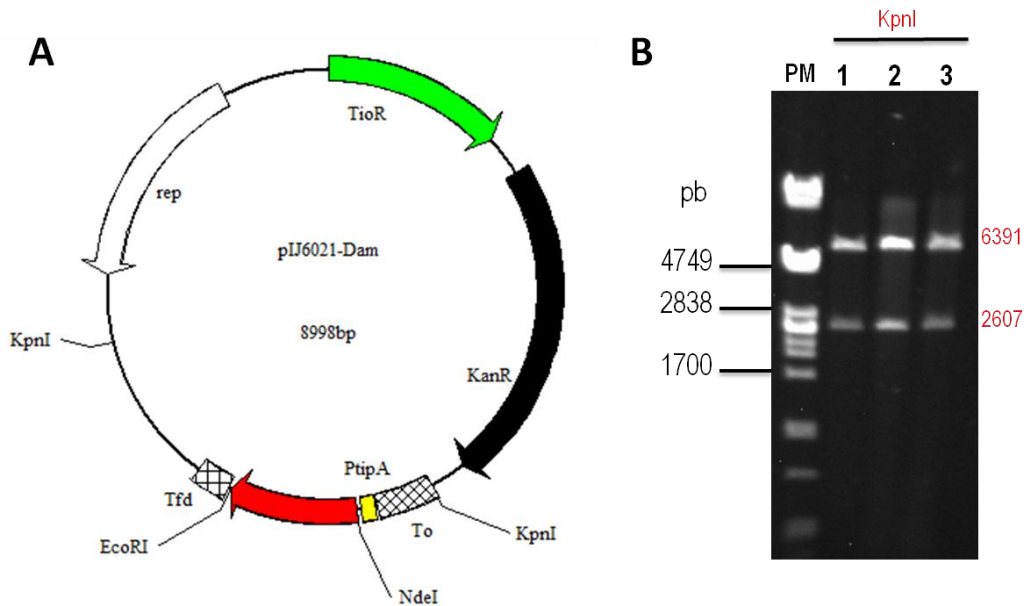 A
TioR
rep
pIJ6021-Dam
8998bp
KpnI
KanR
PtipA
Tfd
To
KpnI
EcoRI
NdeI
B
KpnI
PM 1 2 3
pb
6391
4749
2838
2607
1700